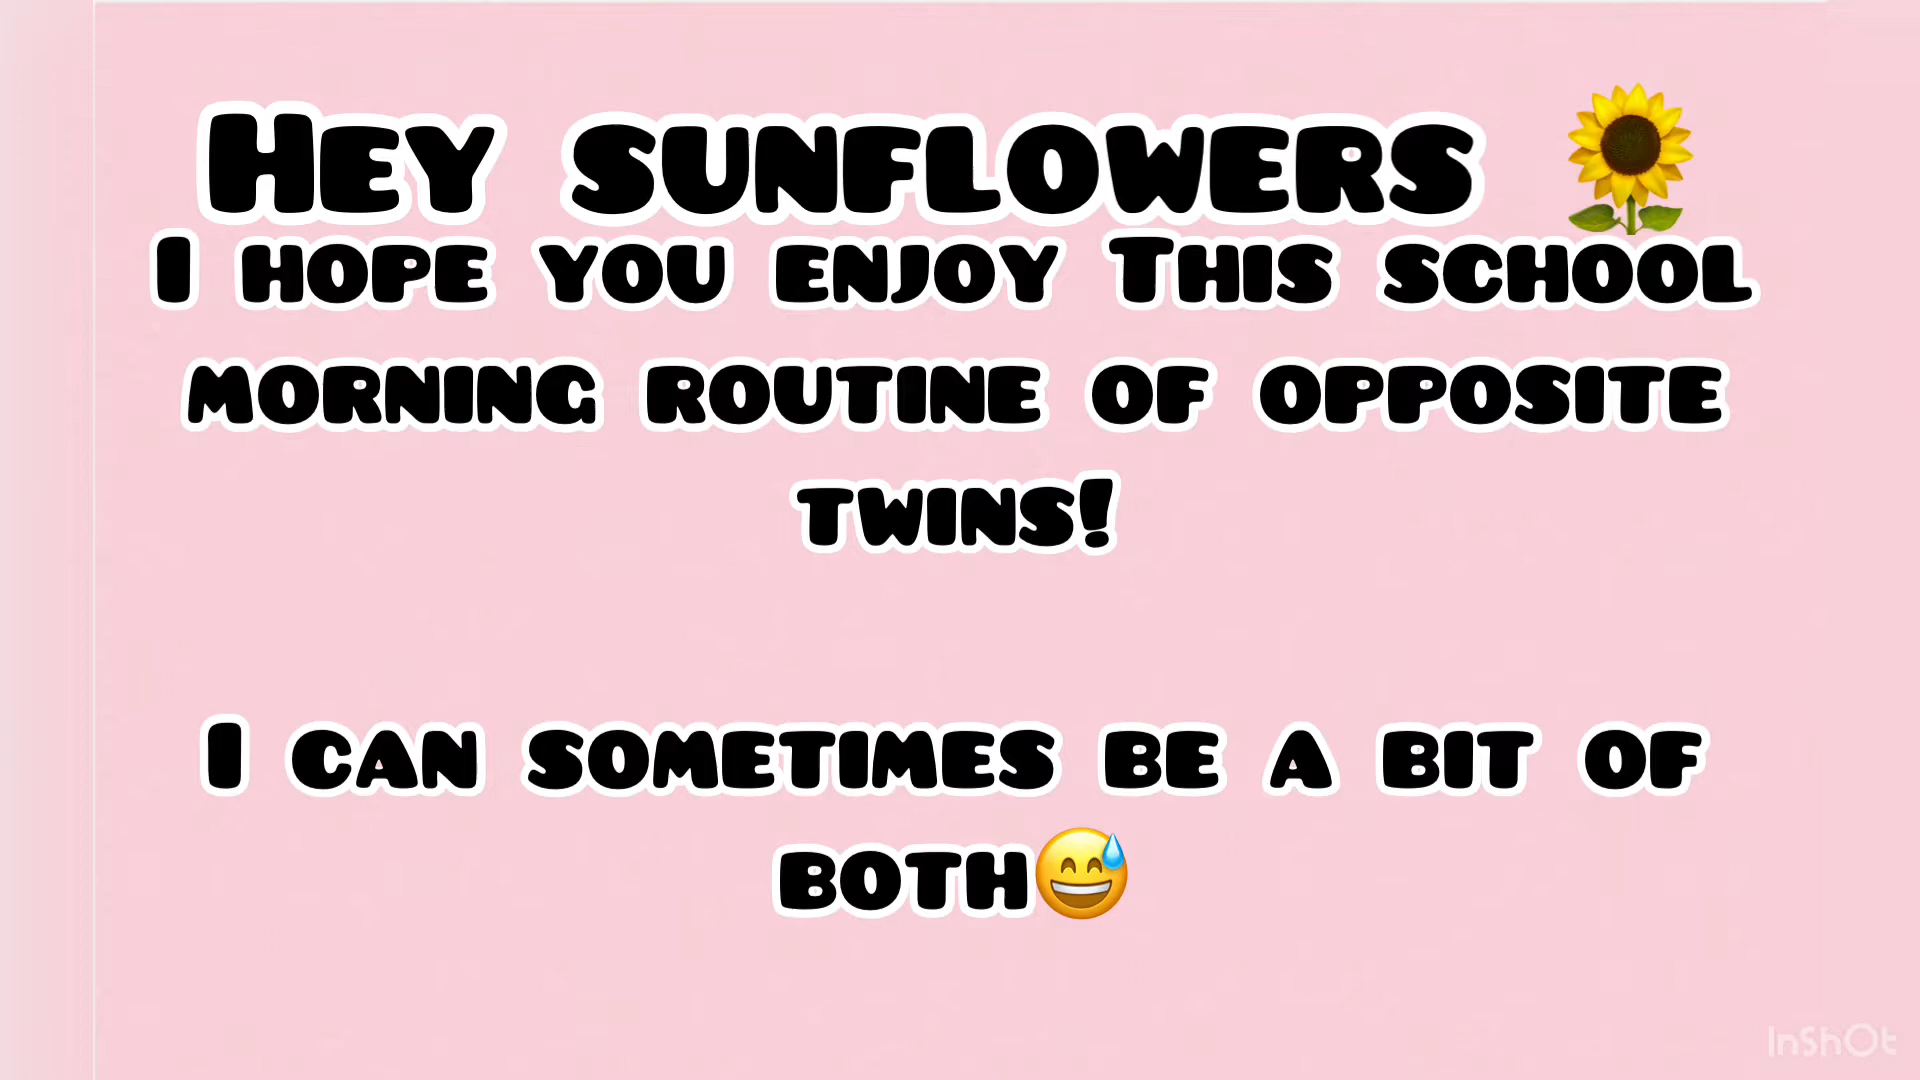 Hey sunflowers 🌻
I hope you enjoy This school
morning routine of opposite
twins!
I can sometimes be a bit of
both😅
InShOt